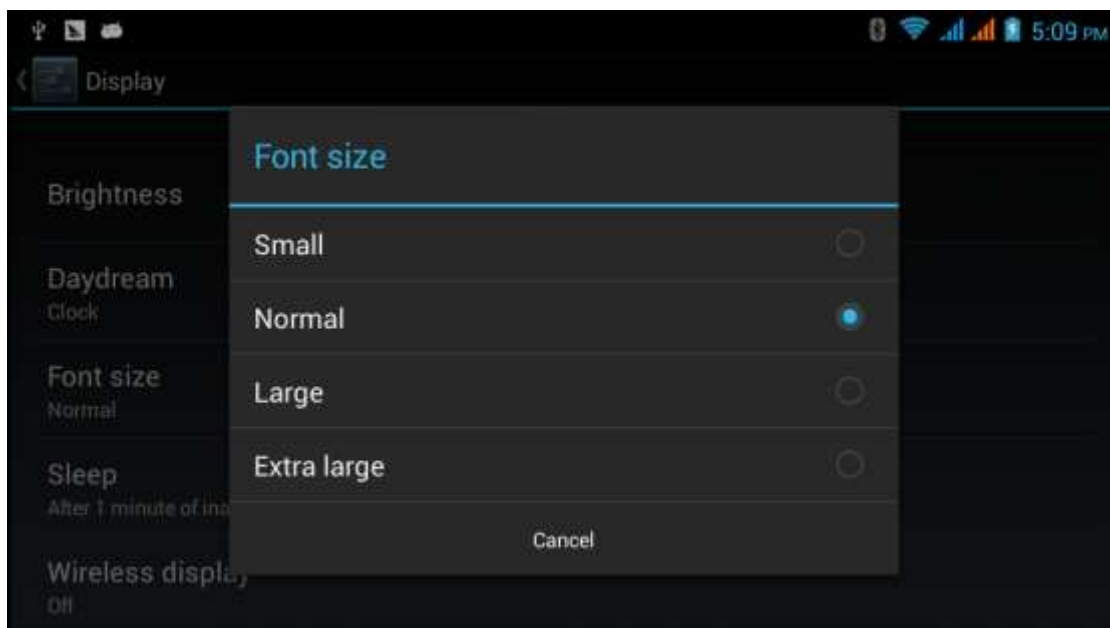 5:09 PM
Display
Font size
Brightness
Small
Daydream
Clock
Normal
Font size
Normal
Large
Sleep
After 1 minute of ina
Extra large
Cancel
Wireless display
Off